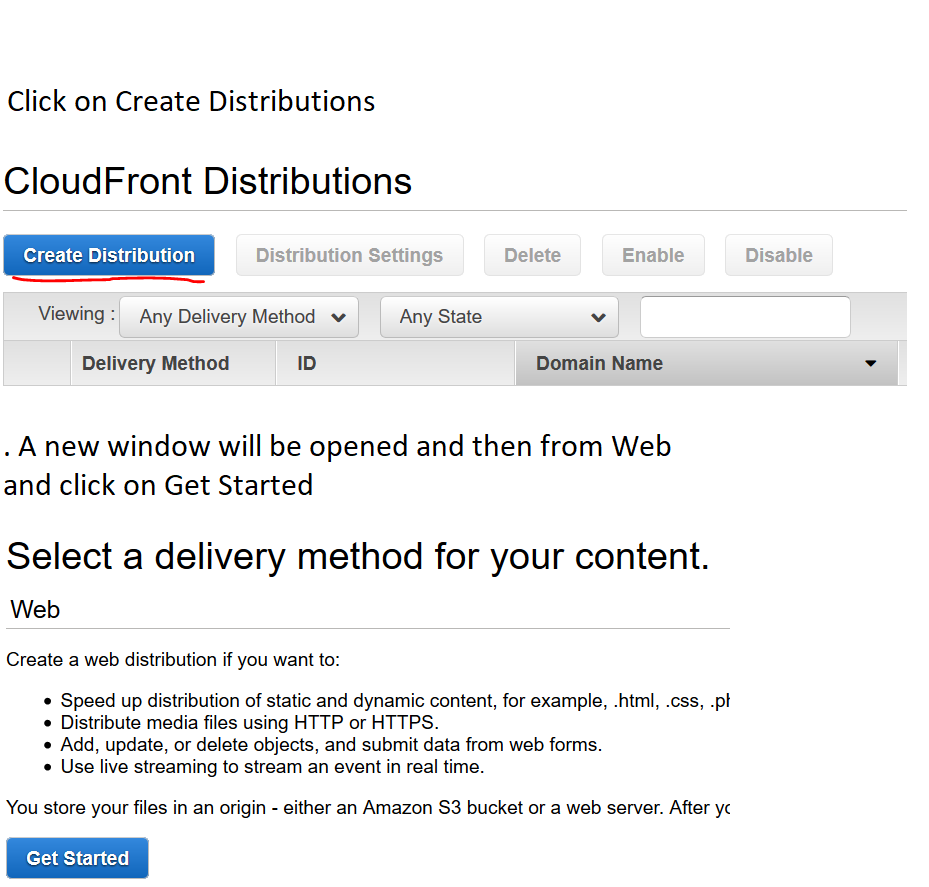 Click on Create Distributions
CloudFront Distributions
Create Distribution Distribution Settings Delete Enable Disable
Viewing : Any Delivery Method Any State
Delivery Method ID Domain Name
. A new window will be opened and then from Web
and click on Get Started
Select a delivery method for your content.
Web
Create a web distribution if you want to:
• Speed up distribution of static and dynamic content, for example, .html, .css,
• Distribute media files using HTTP or HTTPS.
• Add, update, or delete objects, and submit data from web forms.
• Use live streaming to stream an event in real time.
You store your files in an origin - either an Amazon S3 bucket or a web server. After
Get Started